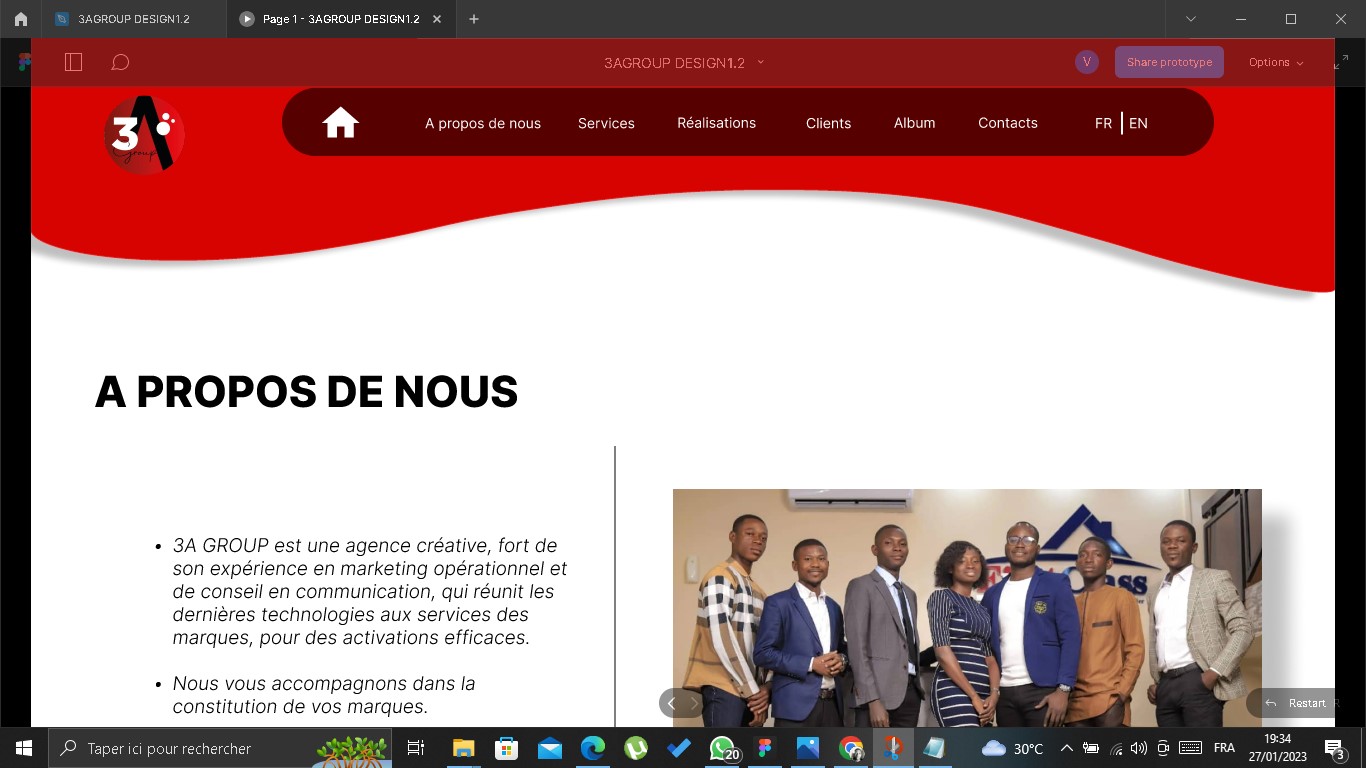 3AGROUP DESIGN1.2
Page 1 - 3AGROUP DESIGN1.2
3AGROUP DESIGN1.2
V
Share prototype
Options
3A
Group
A propos de nous
Services
Réalisations
Clients
Album
Contacts
FR
EN
A PROPOS DE NOUS
• 3A GROUP est une agence créative, fort de
son expérience en marketing opérationnel et
de conseil en communication, qui réunit les
dernières technologies aux services des
marques, pour des activations efficaces.
• Nous vous accompagnons dans la
constitution de vos marques.
Restart
R
Taper ici pour rechercher
20
30°C
FRA
19:34
27/01/2023
3